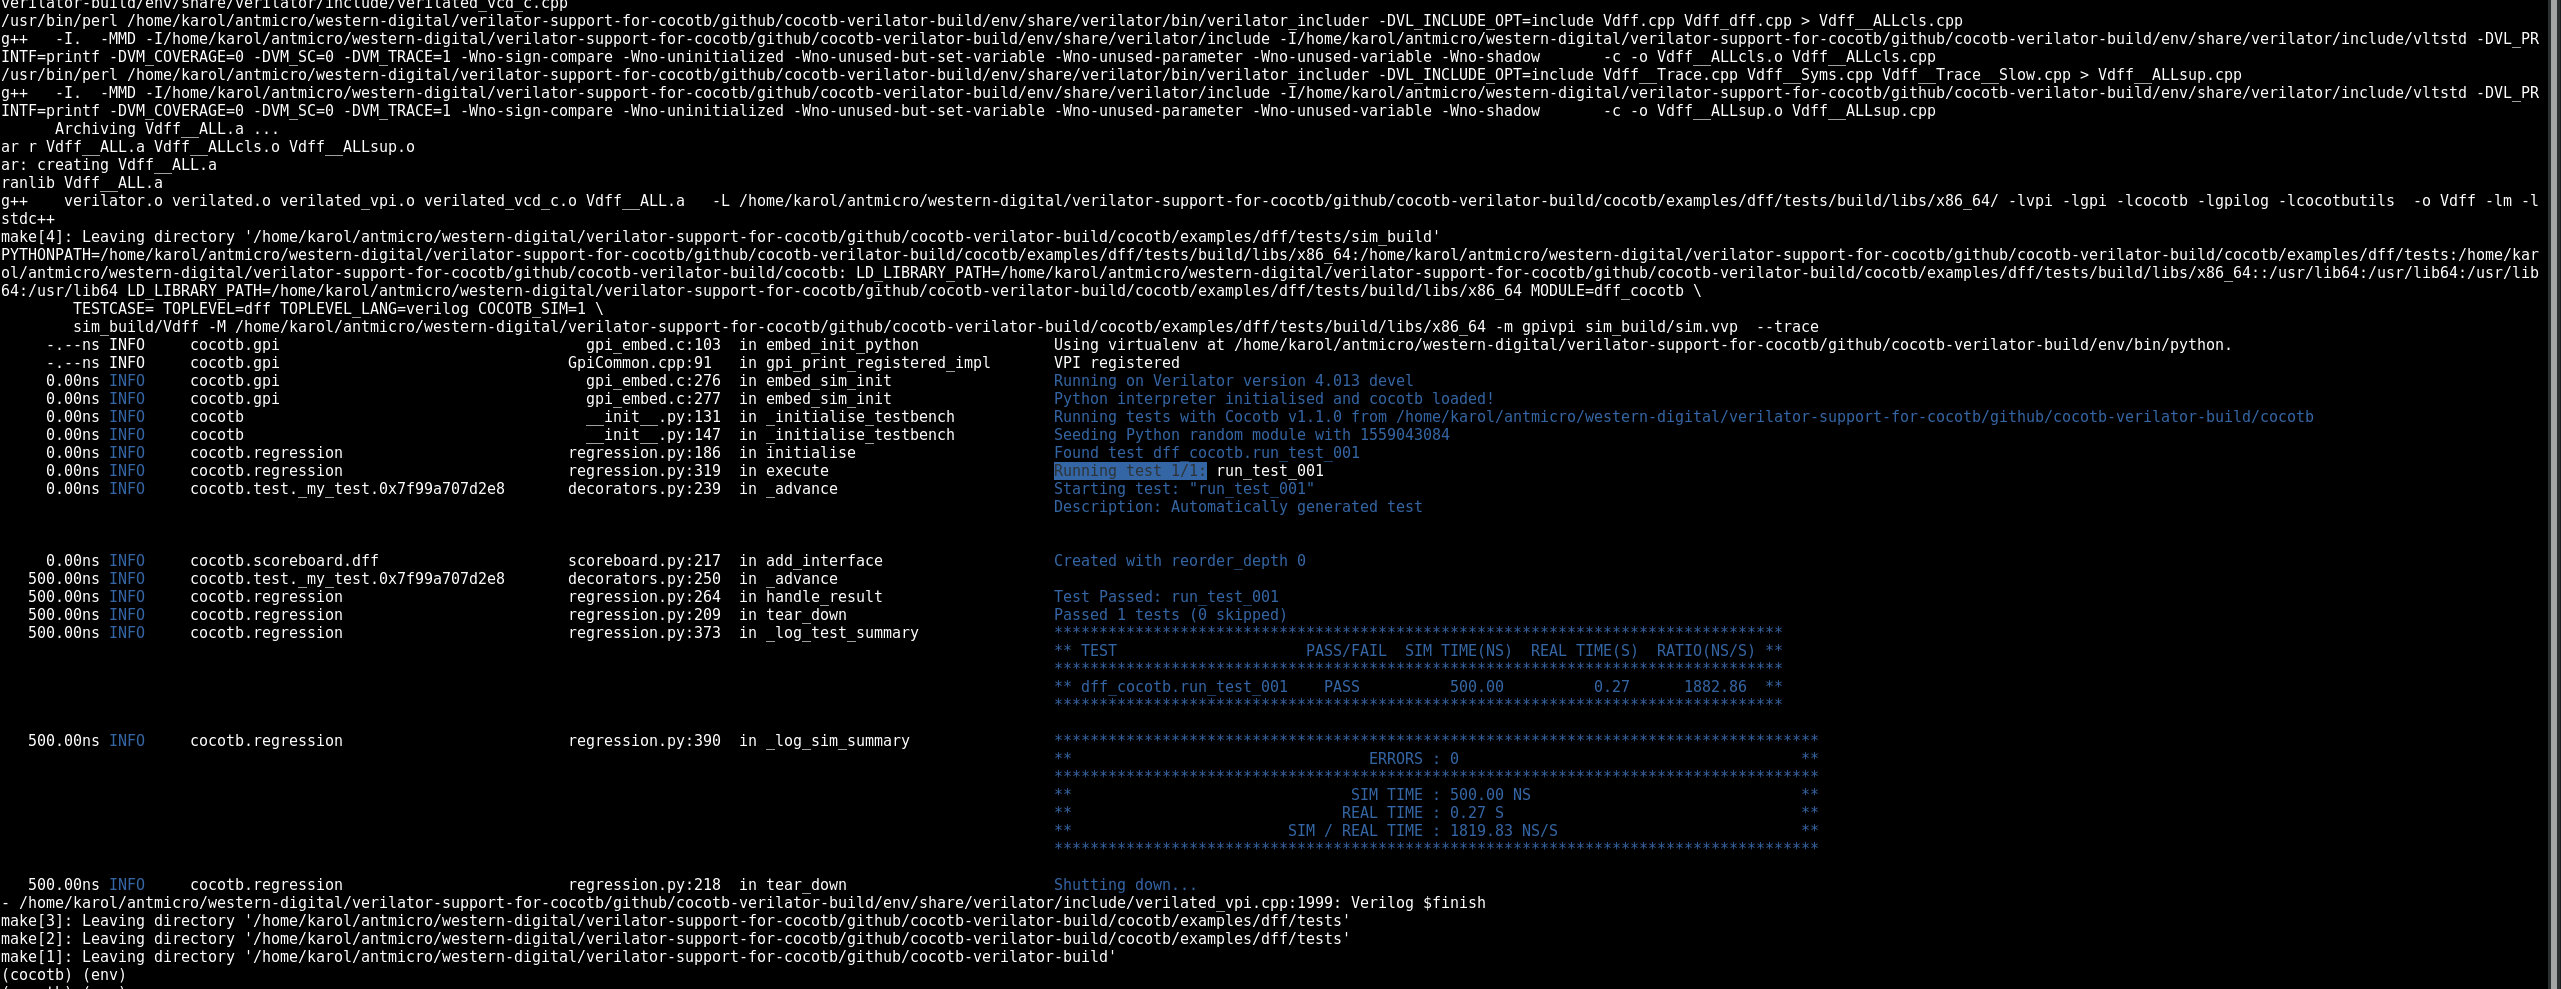 verilator-build/env/share/verilator/include/verilated_vcd_c.cpp
/usr/bin/perl /home/karol/antmicro/western-digital/verilator-support-for-cocotb/github/cocotb-verilator-build/env/share/verilator/bin/verilator_includer -DVL_INCLUDE_OPT=include Vdff.cpp Vdff_dff.cpp > Vdff__ALLcls.cpp
g++   -I.  -MMD -I/home/karol/antmicro/western-digital/verilator-support-for-cocotb/github/cocotb-verilator-build/env/share/verilator/include -I/home/karol/antmicro/western-digital/verilator-support-for-cocotb/github/cocotb-verilator-build/env/share/verilator/include/vltstd -DVL_PR
INTF=printf -DVM_COVERAGE=0 -DVM_SC=0 -DVM_TRACE=1 -Wno-sign-compare -Wno-uninitialized -Wno-unused-but-set-variable -Wno-unused-parameter -Wno-unused-variable -Wno-shadow       -c -o Vdff__ALLcls.o Vdff__ALLcls.cpp
/usr/bin/perl /home/karol/antmicro/western-digital/verilator-support-for-cocotb/github/cocotb-verilator-build/env/share/verilator/bin/verilator_includer -DVL_INCLUDE_OPT=include Vdff__Trace.cpp Vdff__Syms.cpp Vdff__Trace__Slow.cpp > Vdff__ALLsup.cpp
g++   -I.  -MMD -I/home/karol/antmicro/western-digital/verilator-support-for-cocotb/github/cocotb-verilator-build/env/share/verilator/include -I/home/karol/antmicro/western-digital/verilator-support-for-cocotb/github/cocotb-verilator-build/env/share/verilator/include/vltstd -DVL_PR
INTF=printf -DVM_COVERAGE=0 -DVM_SC=0 -DVM_TRACE=1 -Wno-sign-compare -Wno-uninitialized -Wno-unused-but-set-variable -Wno-unused-parameter -Wno-unused-variable -Wno-shadow       -c -o Vdff__ALLsup.o Vdff__ALLsup.cpp
      Archiving Vdff__ALL.a ...
ar r Vdff__ALL.a Vdff__ALLcls.o Vdff__ALLsup.o
ar: creating Vdff__ALL.a
ranlib Vdff__ALL.a
g++    verilator.o verilated.o verilated_vpi.o verilated_vcd_c.o Vdff__ALL.a   -L /home/karol/antmicro/western-digital/verilator-support-for-cocotb/github/cocotb-verilator-build/cocotb/examples/dff/tests/build/libs/x86_64/ -lvpi -lgpi -lcocotb -lgpilog -lcocotbutils  -o Vdff -lm -l
stdc++
make[4]: Leaving directory '/home/karol/antmicro/western-digital/verilator-support-for-cocotb/github/cocotb-verilator-build/cocotb/examples/dff/tests/sim_build'
PYTHONPATH=/home/karol/antmicro/western-digital/verilator-support-for-cocotb/github/cocotb-verilator-build/cocotb/examples/dff/tests/build/libs/x86_64:/home/karol/antmicro/western-digital/verilator-support-for-cocotb/github/cocotb-verilator-build/cocotb/examples/dff/tests:/home/kar
ol/antmicro/western-digital/verilator-support-for-cocotb/github/cocotb-verilator-build/cocotb: LD_LIBRARY_PATH=/home/karol/antmicro/western-digital/verilator-support-for-cocotb/github/cocotb-verilator-build/cocotb/examples/dff/tests/build/libs/x86_64::/usr/lib64:/usr/lib64:/usr/lib
64:/usr/lib64 LD_LIBRARY_PATH=/home/karol/antmicro/western-digital/verilator-support-for-cocotb/github/cocotb-verilator-build/cocotb/examples/dff/tests/build/libs/x86_64 MODULE=dff_cocotb \
        TESTCASE= TOPLEVEL=dff TOPLEVEL_LANG=verilog COCOTB_SIM=1 \
        sim_build/Vdff -M /home/karol/antmicro/western-digital/verilator-support-for-cocotb/github/cocotb-verilator-build/cocotb/examples/dff/tests/build/libs/x86_64 -m gpivpi sim_build/sim.vvp  --trace
-.--ns INFO     cocotb.gpi     gpi_embed.c:103  in embed_init_python     Using virtualenv at /home/karol/antmicro/western-digital/verilator-support-for-cocotb/github/cocotb-verilator-build/env/bin/python.
-.--ns INFO     cocotb.gpi     GpiCommon.cpp:91   in gpi_print_registered_impl     VPI registered
0.00ns INFO     cocotb.gpi     gpi_embed.c:276  in embed_sim_init     Running on Verilator version 4.013 devel
0.00ns INFO     cocotb.gpi     gpi_embed.c:277  in embed_sim_init     Python interpreter initialised and cocotb loaded!
0.00ns INFO     cocotb     __init__.py:131  in _initialise_testbench     Running tests with Cocotb v1.1.0 from /home/karol/antmicro/western-digital/verilator-support-for-cocotb/github/cocotb-verilator-build/cocotb
0.00ns INFO     cocotb     __init__.py:147  in _initialise_testbench     Seeding Python random module with 1559043084
0.00ns INFO     cocotb.regression     regression.py:186  in initialise     Found test dff_cocotb.run_test_001
0.00ns INFO     cocotb.regression     regression.py:319  in execute     Running test 1/1: run_test_001
0.00ns INFO     cocotb.test._my_test.0x7f99a707d2e8     decorators.py:239  in _advance     Starting test: "run_test_001"
Description: Automatically generated test
0.00ns INFO     cocotb.scoreboard.dff     scoreboard.py:217  in add_interface     Created with reorder_depth 0
500.00ns INFO     cocotb.test._my_test.0x7f99a707d2e8     decorators.py:250  in _advance
500.00ns INFO     cocotb.regression     regression.py:264  in handle_result     Test Passed: run_test_001
500.00ns INFO     cocotb.regression     regression.py:209  in tear_down     Passed 1 tests (0 skipped)
500.00ns INFO     cocotb.regression     regression.py:373  in _log_test_summary     *********************************************************************************
** TEST                     PASS/FAIL  SIM TIME(NS)  REAL TIME(S)  RATIO(NS/S) **
*********************************************************************************
** dff_cocotb.run_test_001    PASS          500.00          0.27      1882.86  **
*********************************************************************************
500.00ns INFO     cocotb.regression     regression.py:390  in _log_sim_summary     *************************************************************************************
**                                 ERRORS : 0                                      **
*************************************************************************************
**                               SIM TIME : 500.00 NS                              **
**                              REAL TIME : 0.27 S                                 **
**                        SIM / REAL TIME : 1819.83 NS/S                           **
*************************************************************************************
500.00ns INFO     cocotb.regression     regression.py:218  in tear_down     Shutting down...
- /home/karol/antmicro/western-digital/verilator-support-for-cocotb/github/cocotb-verilator-build/env/share/verilator/include/verilated_vpi.cpp:1999: Verilog $finish
make[3]: Leaving directory '/home/karol/antmicro/western-digital/verilator-support-for-cocotb/github/cocotb-verilator-build/cocotb/examples/dff/tests'
make[2]: Leaving directory '/home/karol/antmicro/western-digital/verilator-support-for-cocotb/github/cocotb-verilator-build/cocotb/examples/dff/tests'
make[1]: Leaving directory '/home/karol/antmicro/western-digital/verilator-support-for-cocotb/github/cocotb-verilator-build'
(cocotb) (env)